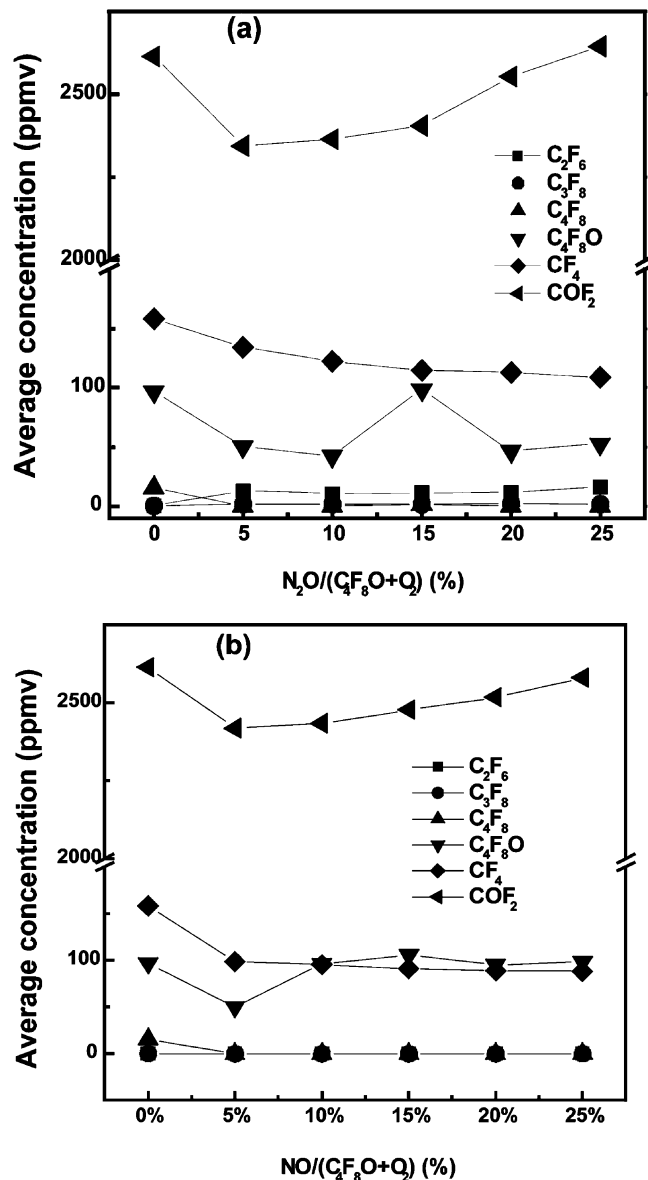 (a)
Average concentration (ppmv)
2500
2000
100
0
C₂F₆
C₃F₈
C₄F₈
C₄F₈O
CF₄
COF₂
0 5 10 15 20 25
N₂O/(C₄F₈O+O₂) (%)
(b)
Average concentration (ppmv)
2500
2000
100
0
C₂F₆
C₃F₈
C₄F₈
C₄F₈O
CF₄
COF₂
0% 5% 10% 15% 20% 25%
NO/(C₄F₈O+O₂) (%)